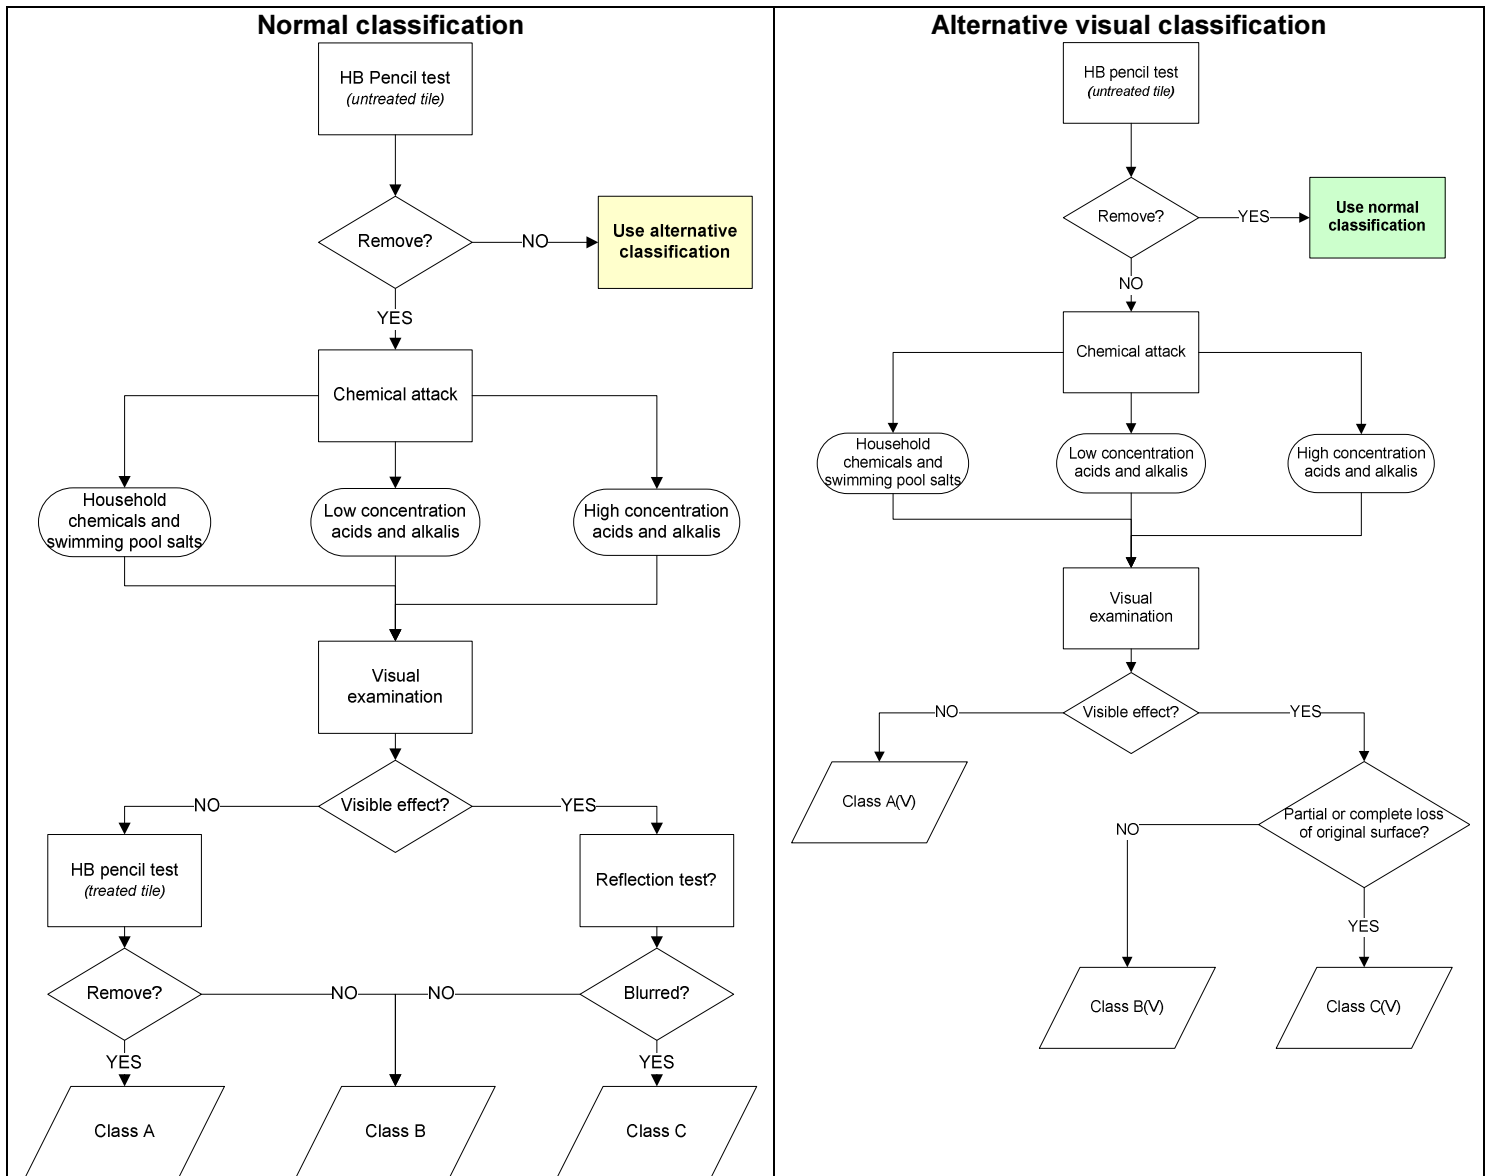 Normal classification
HB Pencil test
(untreated tile)
Remove?
NO
Use alternative
classification
YES
Chemical attack
Household
chemicals and
swimming pool salts
Low concentration
acids and alkalis
High concentration
acids and alkalis
Visual
examination
Visible effect?
NO
YES
HB pencil test
(treated tile)
Reflection test?
Remove?
NO
NO
Blurred?
YES
YES
Class A
Class B
Class C
Alternative visual classification
HB pencil test
(untreated tile)
Remove?
YES
Use normal
classification
NO
Chemical attack
Household
chemicals and
swimming pool salts
Low concentration
acids and alkalis
High concentration
acids and alkalis
Visual
examination
Visible effect?
NO
YES
Class A(V)
Partial or complete loss
of original surface?
NO
YES
Class B(V)
Class C(V)